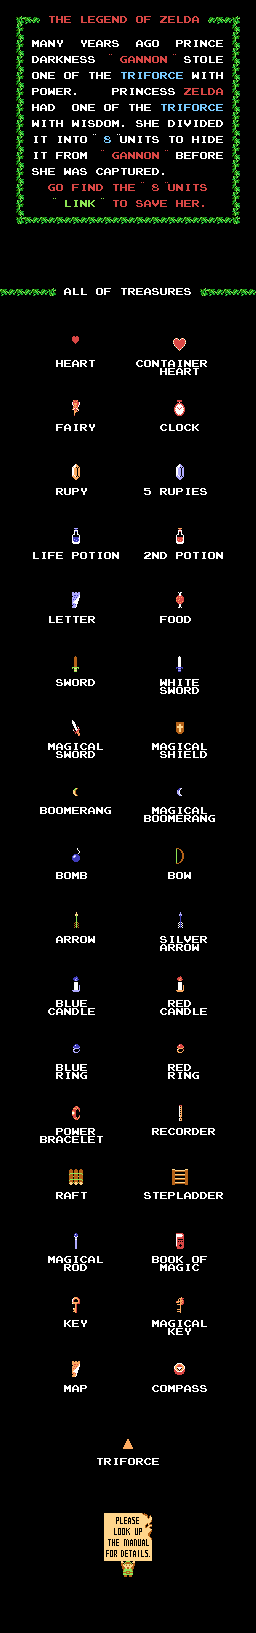 THE LEGEND OF ZELDA
MANY YEARS AGO PRINCE
DARKNESS "GANNON" STOLE
ONE OF THE TRIFORCE WITH
POWER. PRINCESS ZELDA
HAD ONE OF THE TRIFORCE
WITH WISDOM. SHE DIVIDED
IT INTO "8"UNITS TO HIDE
IT FROM "GANNON" BEFORE
SHE WAS CAPTURED.
GO FIND THE "8"UNITS
"LINK" TO SAVE HER.
ALL OF TREASURES
HEART
CONTAINER
HEART
FAIRY
CLOCK
RUPY
5 RUPIES
LIFE POTION
2ND POTION
LETTER
FOOD
SWORD
WHITE
SWORD
MAGICAL
SWORD
MAGICAL
SHIELD
BOOMERANG
MAGICAL
BOOMERANG
BOMB
BOW
ARROW
SILVER
ARROW
BLUE
CANDLE
RED
CANDLE
BLUE
RING
RED
RING
POWER
BRACELET
RECORDER
RAFT
STEPLADDER
MAGICAL
ROD
BOOK OF
MAGIC
KEY
MAGICAL
KEY
MAP
COMPASS
TRIFORCE
PLEASE
LOOK UP
THE MANUAL
FOR DETAILS.